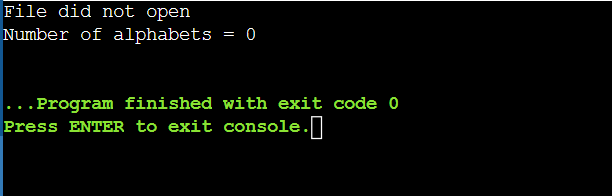 File did not open
Number of alphabets = 0
...Program finished with exit code 0
Press ENTER to exit console.